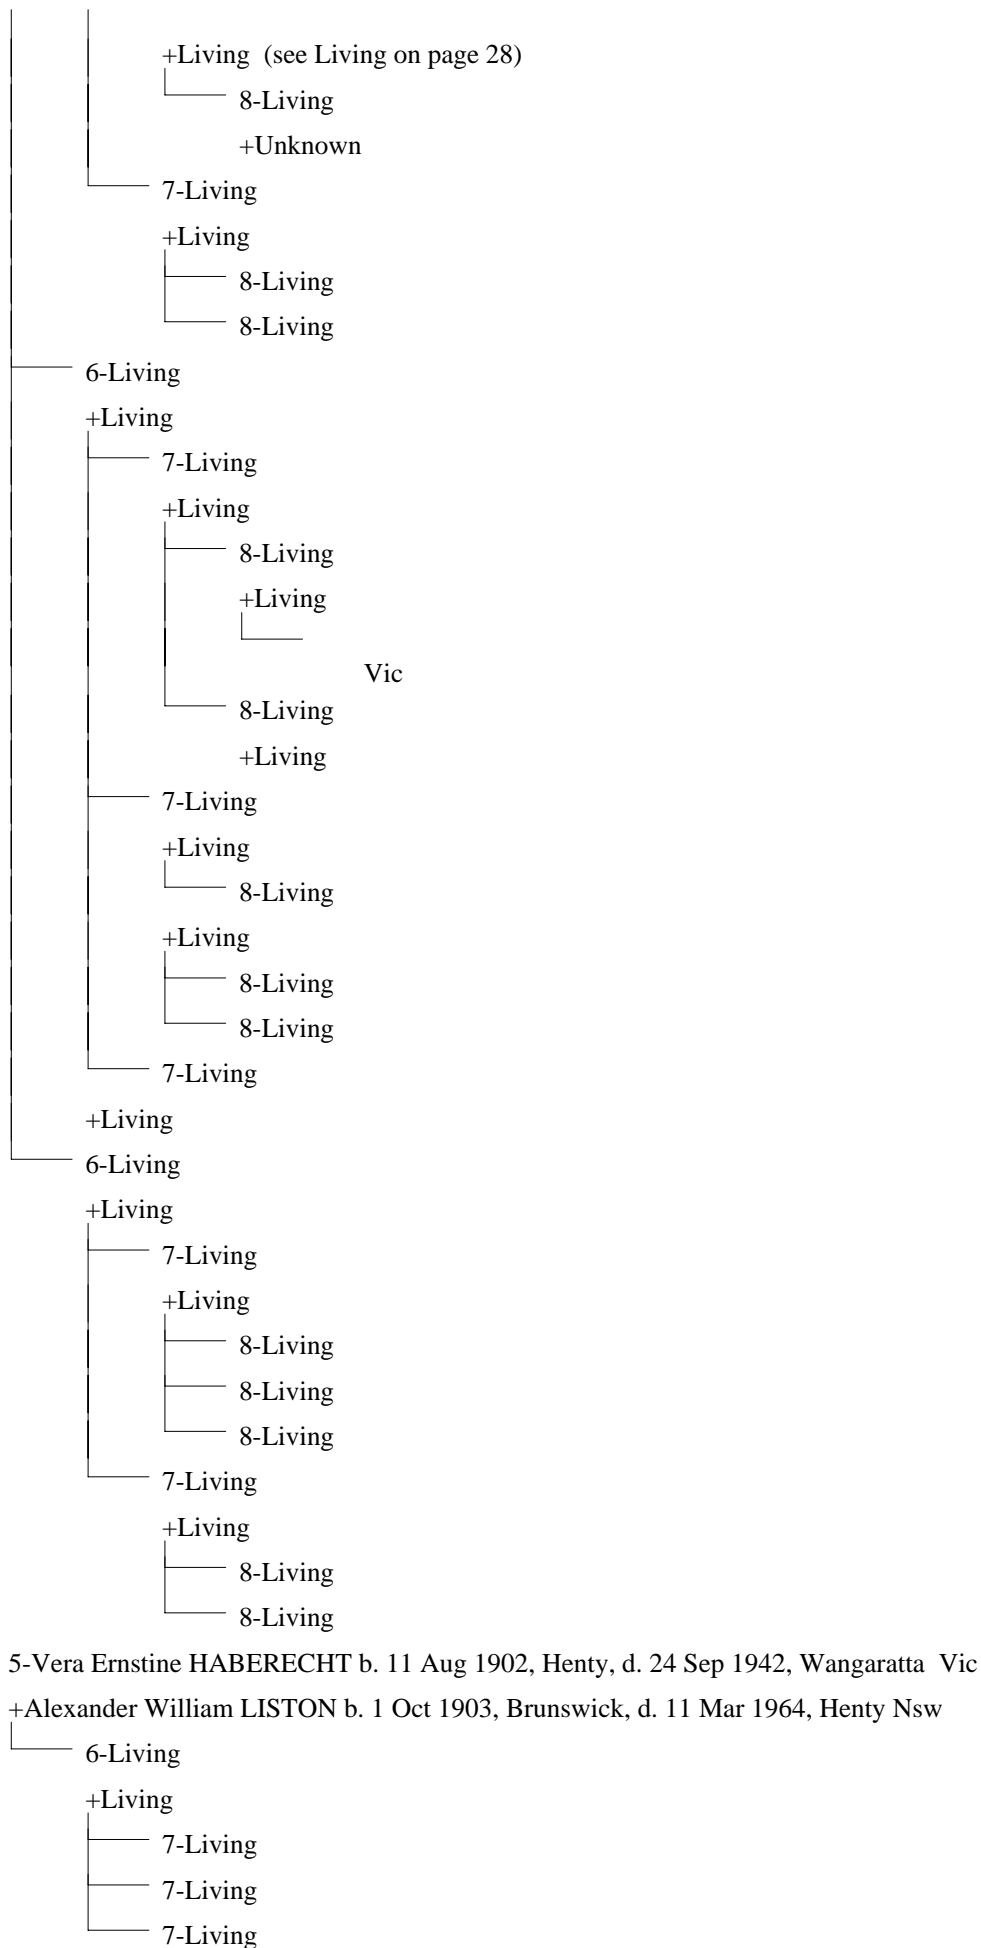 +Living (see Living on page 28)
8-Living
+Unknown
7-Living
+Living
8-Living
8-Living
6-Living
+Living
7-Living
+Living
8-Living
+Living
Vic
8-Living
+Living
7-Living
+Living
8-Living
+Living
8-Living
8-Living
7-Living
+Living
6-Living
+Living
7-Living
+Living
8-Living
8-Living
8-Living
7-Living
+Living
8-Living
8-Living
5-Vera Ernstine HABERECHT b. 11 Aug 1902, Henty, d. 24 Sep 1942, Wangaratta Vic
+Alexander William LISTON b. 1 Oct 1903, Brunswick, d. 11 Mar 1964, Henty Nsw
6-Living
+Living
7-Living
7-Living
7-Living